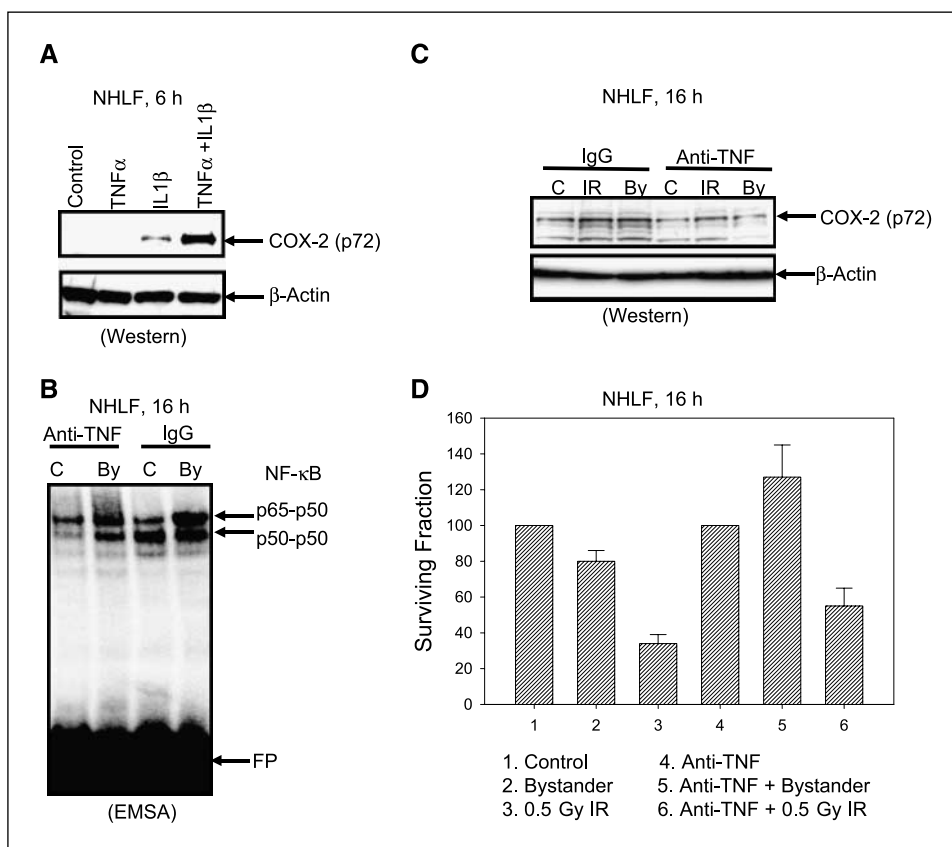 A
NHLF, 6 h
Control
TNFα
IL1β
TNFα +IL1β
COX-2 (p72)
β-Actin
(Western)
B
NHLF, 16 h
Anti-TNF
IgG
C By C By
NF-κB
p65-p50
p50-p50
FP
(EMSA)
C
NHLF, 16 h
IgG
Anti-TNF
C IR By C IR By
COX-2 (p72)
β-Actin
(Western)
D
NHLF, 16 h
Surviving Fraction
160
140
120
100
80
60
40
20
0
1 2 3 4 5 6
1. Control
2. Bystander
3. 0.5 Gy IR
4. Anti-TNF
5. Anti-TNF + Bystander
6. Anti-TNF + 0.5 Gy IR